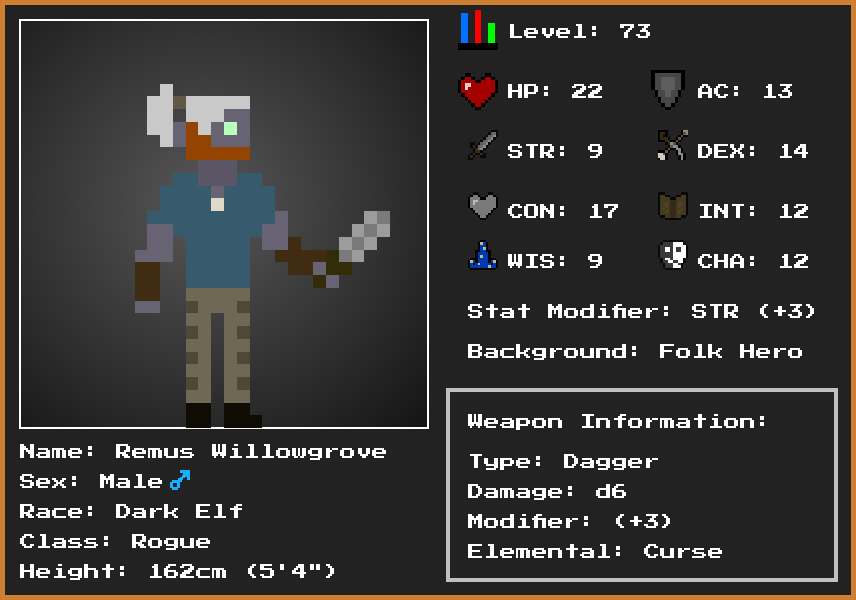 Level: 73
HP: 22 AC: 13
STR: 9 DEX: 14
CON: 17 INT: 12
WIS: 9 CHA: 12
Stat Modifier: STR (+3)
Background: Folk Hero
Weapon Information:
Type: Dagger
Damage: d6
Modifier: (+3)
Elemental: Curse
Name: Remus Willowgrove
Sex: Male ♂
Race: Dark Elf
Class: Rogue
Height: 162cm (5'4")